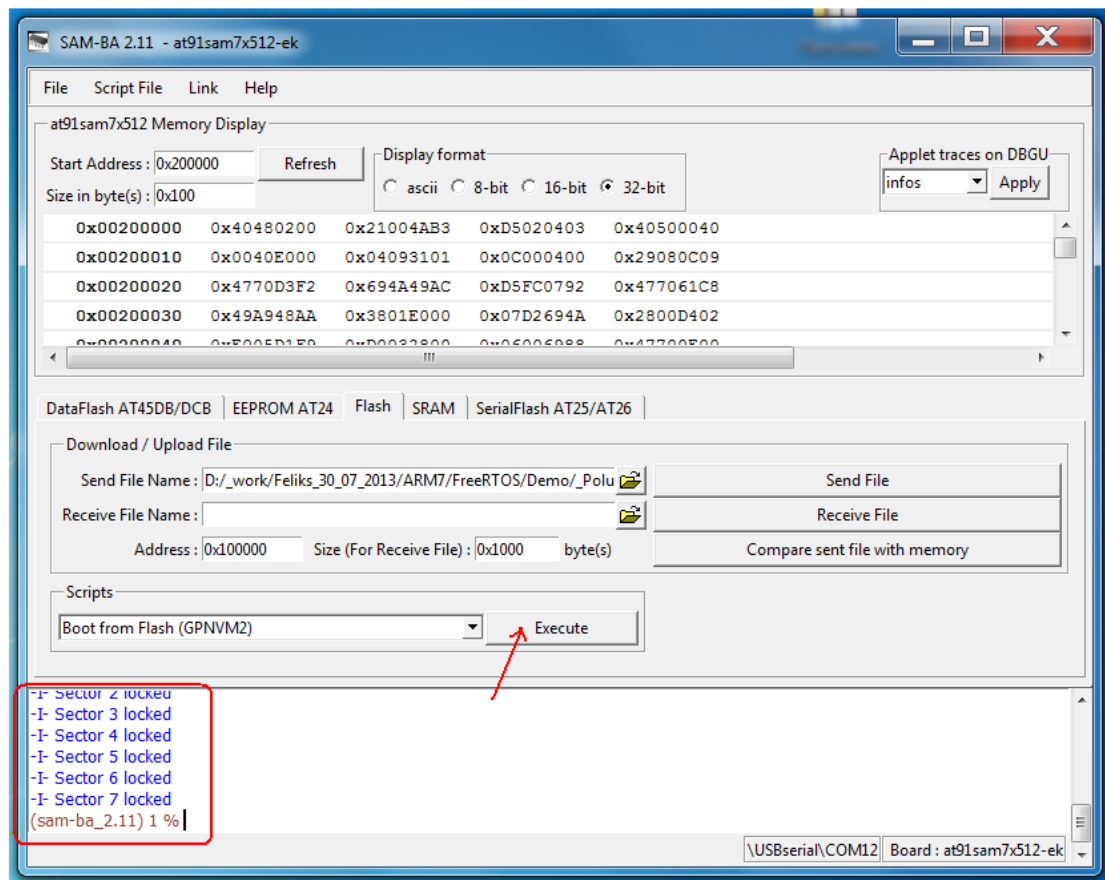 SAM-BA 2.11 - at91sam7x512-ek
File Script File Link Help
at91sam7x512 Memory Display
Start Address : 0x200000 Refresh
Size in byte(s) : 0x100
Display format
ascii 8-bit 16-bit 32-bit
Applet traces on DBGU
infos Apply
0x00200000 0x40480200 0x21004AB3 0xD5020403 0x40500040
0x00200010 0x0040E000 0x04093101 0x0C000400 0x29080C09
0x00200020 0x4770D3F2 0x694A49AC 0xD5FC0792 0x477061C8
0x00200030 0x49A948AA 0x3801E000 0x07D2694A 0x2800D402
DataFlash AT45DB/DCB EEPROM AT24 Flash SRAM SerialFlash AT25/AT26
Download / Upload File
Send File Name : D:/_work/Feliks_30_07_2013/ARM7/FreeRTOS/Demo/_Polu Send File
Receive File Name : Receive File
Address : 0x100000 Size (For Receive File) : 0x1000 byte(s) Compare sent file with memory
Scripts
Boot from Flash (GPNVM2) Execute
-I- Sector 2 locked
-I- Sector 3 locked
-I- Sector 4 locked
-I- Sector 5 locked
-I- Sector 6 locked
-I- Sector 7 locked
(sam-ba_2.11) 1 %
\USBserial\COM12 Board : at91sam7x512-ek